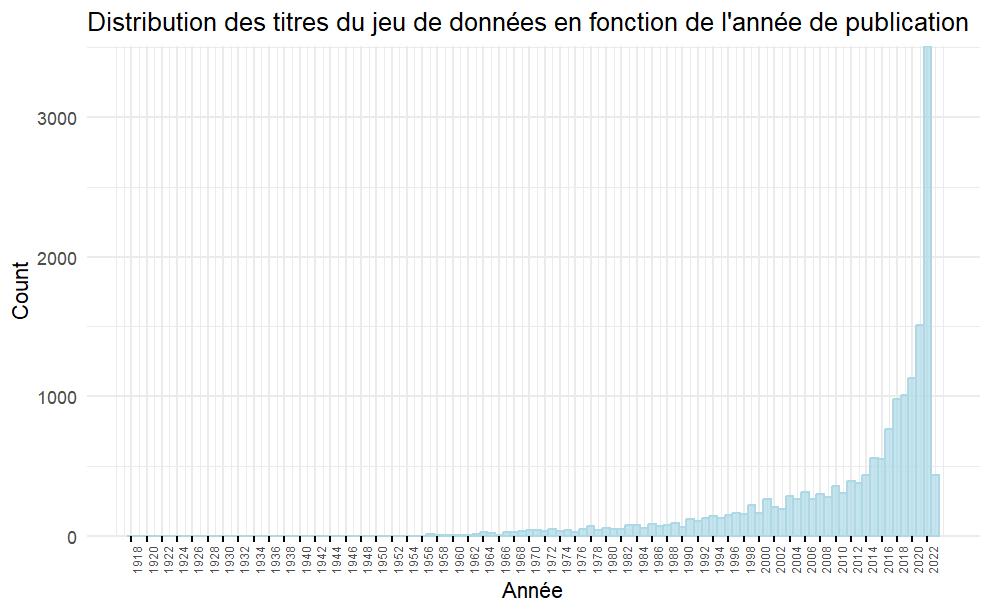 Distribution des titres du jeu de données en fonction de l'année de publication
3000
2000
1000
0
Count
1918 1920 1922 1924 1926 1928 1930 1932 1934 1936 1938 1940 1942 1944 1946 1948 1950 1952 1954 1956 1958 1960 1962 1964 1966 1968 1970 1972 1974 1976 1978 1980 1982 1984 1986 1988 1990 1992 1994 1996 1998 2000 2002 2004 2006 2008 2010 2012 2014 2016 2018 2020 2022
Année